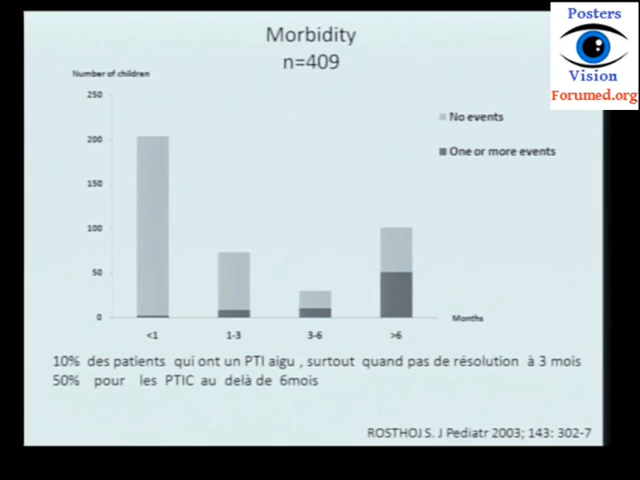 Posters
Vision
Forumed.org
Morbidity
n=409
Number of children
250
200
150
100
50
0
No events
One or more events
<1 1-3 3-6 >6
Months
10% des patients qui ont un PTI aigu , surtout quand pas de résolution à 3 mois
50% pour les PTIC au delà de 6mois
ROSTHOJ S. J Pediatr 2003; 143: 302-7